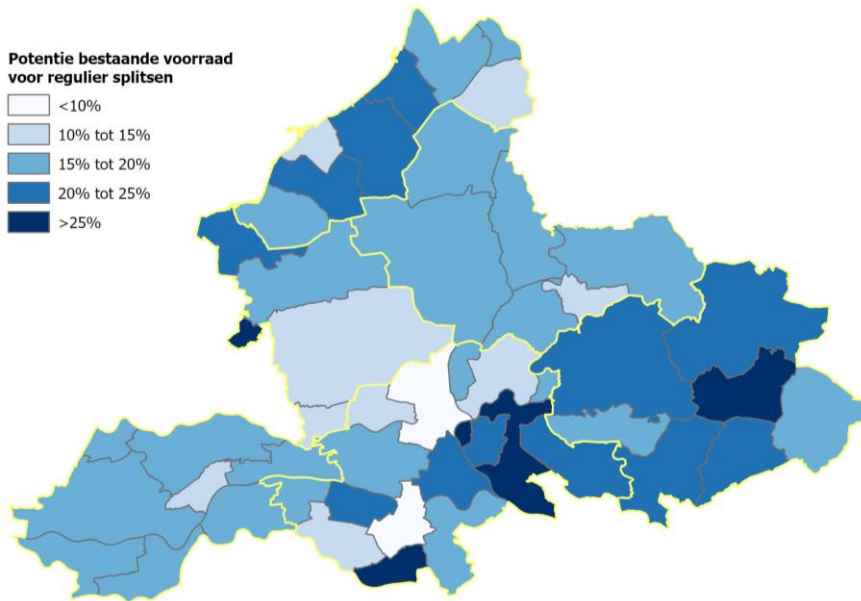 Potentie bestaande voorraad
voor regulier splitsen
<10%
10% tot 15%
15% tot 20%
20% tot 25%
>25%